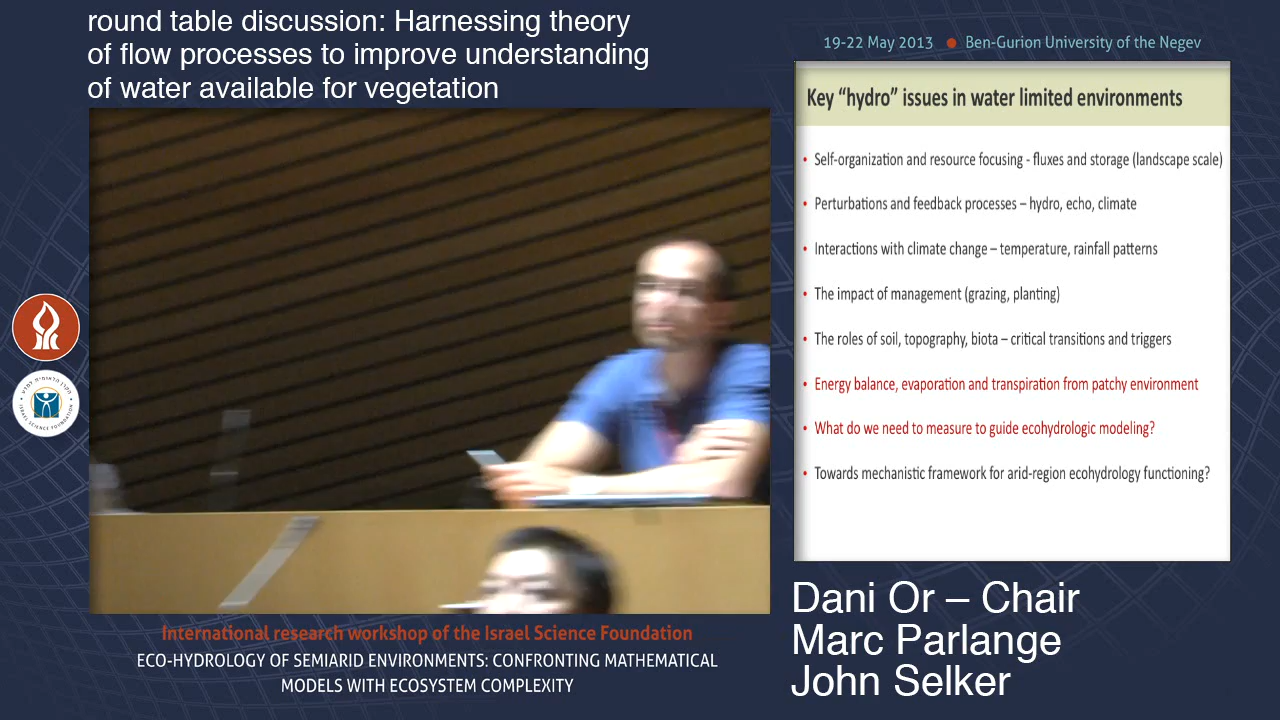 round table discussion: Harnessing theory
of flow processes to improve understanding
of water available for vegetation
19-22 May 2013 • Ben-Gurion University of the Negev
Key “hydro” issues in water limited environments
• Self-organization and resource focusing - fluxes and storage (landscape scale)
• Perturbations and feedback processes – hydro, echo, climate
• Interactions with climate change – temperature, rainfall patterns
• The impact of management (grazing, planting)
• The roles of soil, topography, biota – critical transitions and triggers
• Energy balance, evaporation and transpiration from patchy environment
• What do we need to measure to guide ecohydrologic modeling?
• Towards mechanistic framework for arid-region ecohydrology functioning?
Dani Or – Chair
Marc Parlange
John Selker
International research workshop of the Israel Science Foundation
ECO-HYDROLOGY OF SEMIARID ENVIRONMENTS: CONFRONTING MATHEMATICAL
MODELS WITH ECOSYSTEM COMPLEXITY
ISRAEL SCIENCE FOUNDATION